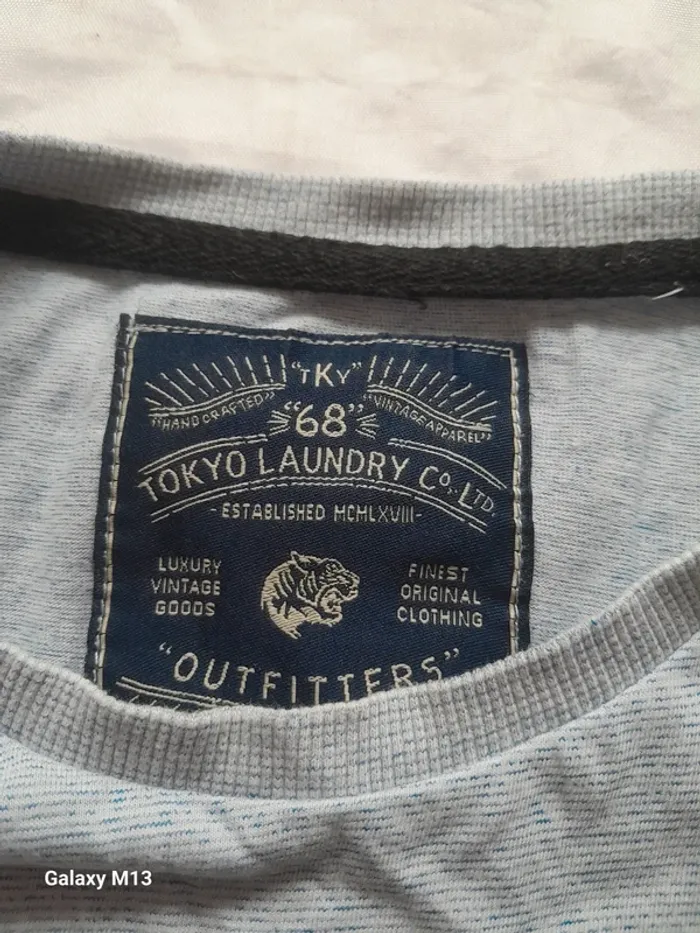 "TKY"
"HANDCRAFTED" "68" "VINTAGE APPAREL"
TOKYO LAUNDRY Co. LTD.
-ESTABLISHED MCMLXVIII-
LUXURY
VINTAGE
GOODS
FINEST
ORIGINAL
CLOTHING
"OUTFITTERS"
Galaxy M13